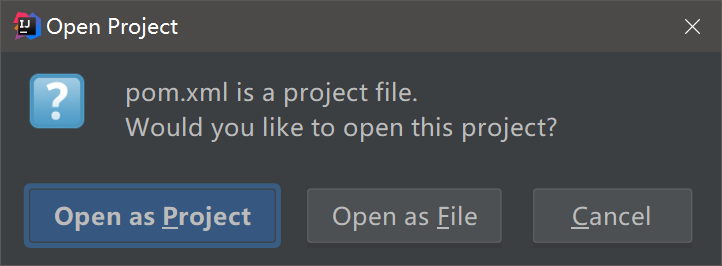 IJ
Open Project
?
pom.xml is a project file.
Would you like to open this project?
Open as Project
Open as File
Cancel